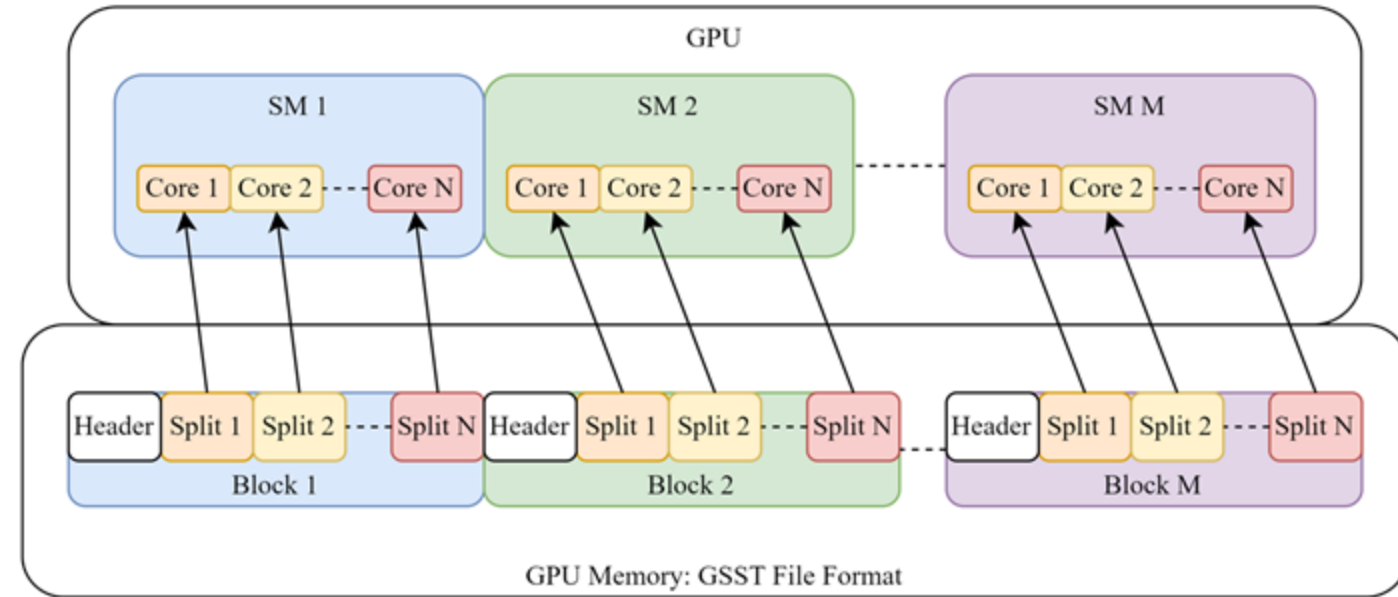 GPU
SM 1
SM 2
SM M
Core 1 Core 2 Core N
Core 1 Core 2 Core N
Core 1 Core 2 Core N
Header Split 1 Split 2 Split N
Header Split 1 Split 2 Split N
Header Split 1 Split 2 Split N
Block 1
Block 2
Block M
GPU Memory: GSST File Format